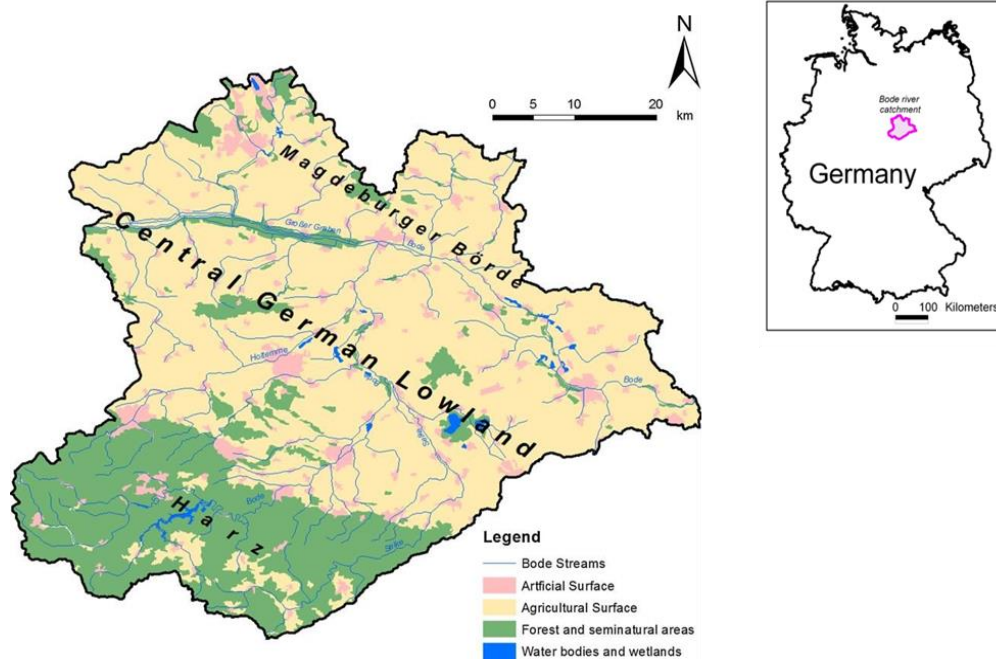 N
0 5 10 20
km
Magdeburger Börde
Central German Lowland
Großer Graben
Bode
Holtemme
Bode
Selke
Bode
Harz
Selke
Legend
Bode Streams
Artficial Surface
Agricultural Surface
Forest and seminatural areas
Water bodies and wetlands
Bode river
catchment
Germany
0 100 Kilometers